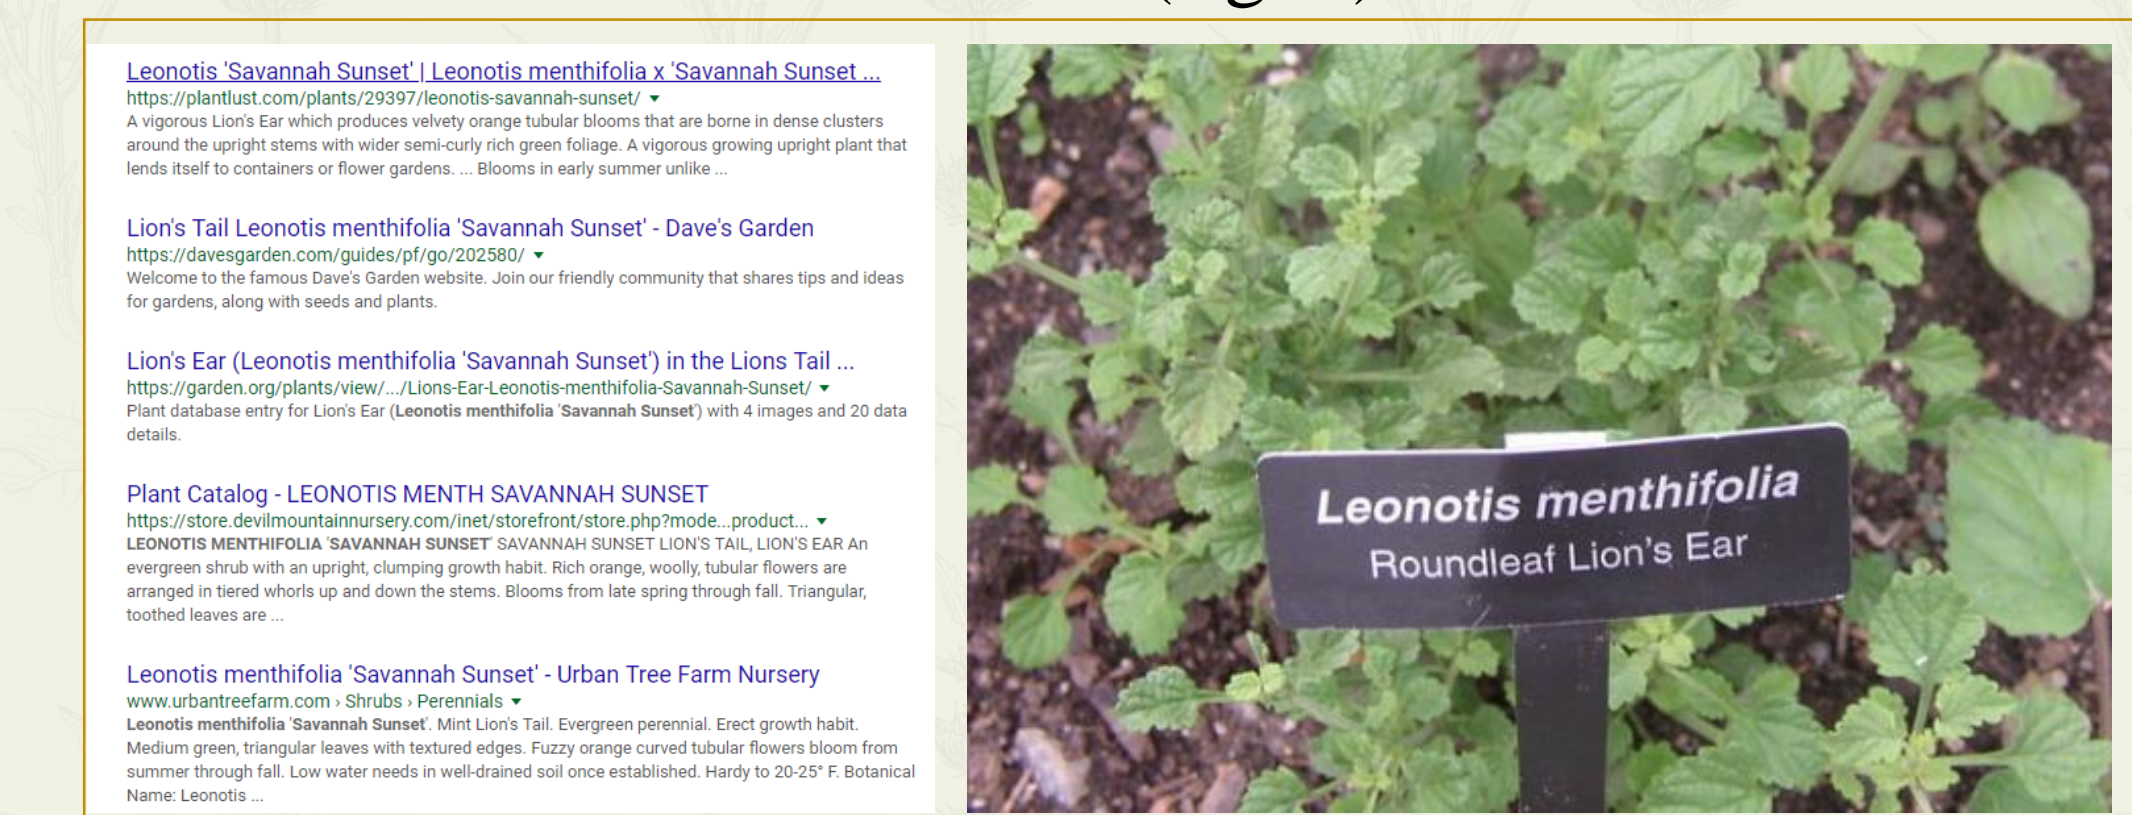 Leonotis 'Savannah Sunset' | Leonotis menthifolia x 'Savannah Sunset ...
https://plantlust.com/plants/29397/leonotis-savannah-sunset/
A vigorous Lion's Ear which produces velvety orange tubular blooms that are borne in dense clusters
around the upright stems with wider semi-curly rich green foliage. A vigorous growing upright plant that
lends itself to containers or flower gardens. ... Blooms in early summer unlike ...
Lion's Tail Leonotis menthifolia 'Savannah Sunset' - Dave's Garden
https://davesgarden.com/guides/pf/go/202580/
Welcome to the famous Dave's Garden website. Join our friendly community that shares tips and ideas
for gardens, along with seeds and plants.
Lion's Ear (Leonotis menthifolia 'Savannah Sunset') in the Lions Tail ...
https://garden.org/plants/view/.../Lions-Ear-Leonotis-menthifolia-Savannah-Sunset/
Plant database entry for Lion's Ear (Leonotis menthifolia 'Savannah Sunset') with 4 images and 20 data
details.
Plant Catalog - LEONOTIS MENTH SAVANNAH SUNSET
https://store.devilmountainnursery.com/inet/storefront/store.php?mode...product...
LEONOTIS MENTHIFOLIA 'SAVANNAH SUNSET' SAVANNAH SUNSET LION'S TAIL, LION'S EAR An
evergreen shrub with an upright, clumping growth habit. Rich orange, woolly, tubular flowers are
arranged in tiered whorls up and down the stems. Blooms from late spring through fall. Triangular,
toothed leaves are ...
Leonotis menthifolia 'Savannah Sunset' - Urban Tree Farm Nursery
www.urbantreefarm.com › Shrubs › Perennials
Leonotis menthifolia 'Savannah Sunset'. Mint Lion's Tail. Evergreen perennial. Erect growth habit.
Medium green, triangular leaves with textured edges. Fuzzy orange curved tubular flowers bloom from
summer through fall. Low water needs in well-drained soil once established. Hardy to 20-25° F. Botanical
Name: Leonotis ...
Leonotis menthifolia
Roundleaf Lion's Ear